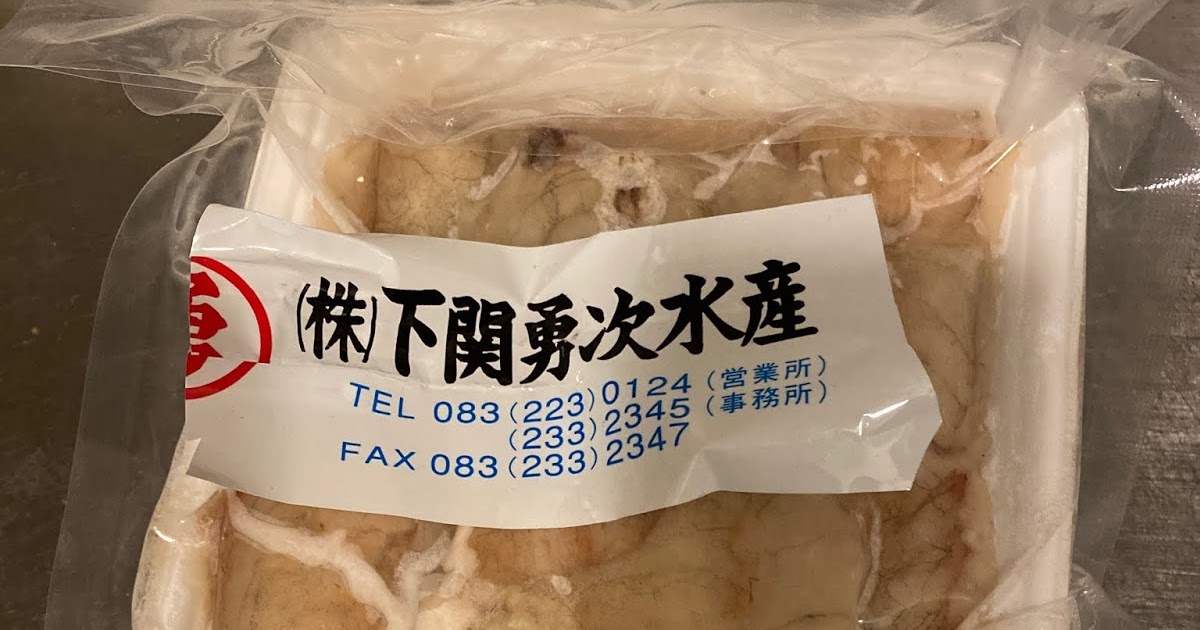 勇
(株)下関勇次水産
TEL 083(223)0124(営業所)
(233)2345(事務所)
FAX 083(233)2347